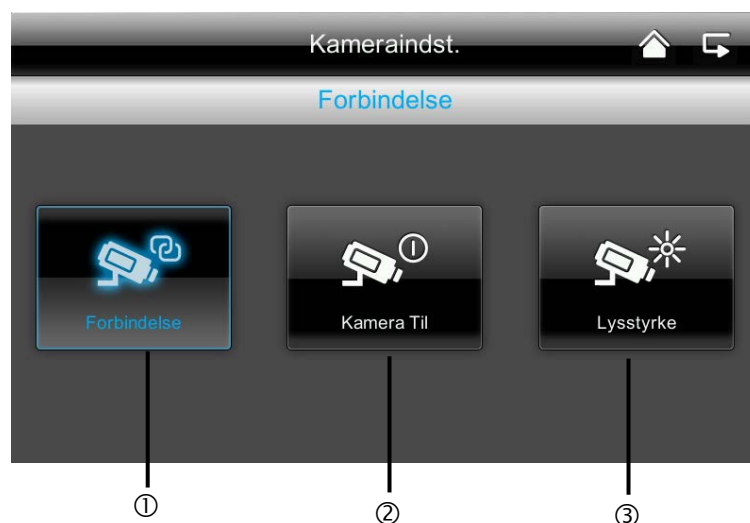 Kameraindst.
Forbindelse
Forbindelse
Kamera Til
Lysstyrke
①
②
③